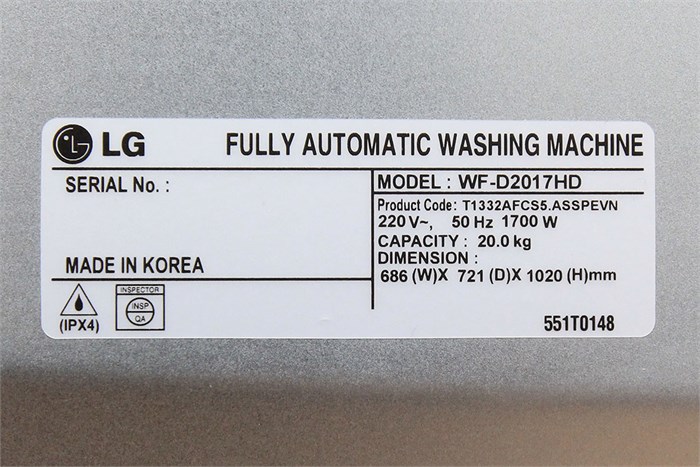 LG FULLY AUTOMATIC WASHING MACHINE
SERIAL No. :
MADE IN KOREA
MODEL : WF-D2017HD
Product Code: T1332AFCS5.ASSPEVN
220 V~, 50 Hz 1700 W
CAPACITY : 20.0 kg
DIMENSION :
686 (W)X 721 (D)X 1020 (H)mm
(IPX4)
INSPECTOR
INSP
QA
551T0148